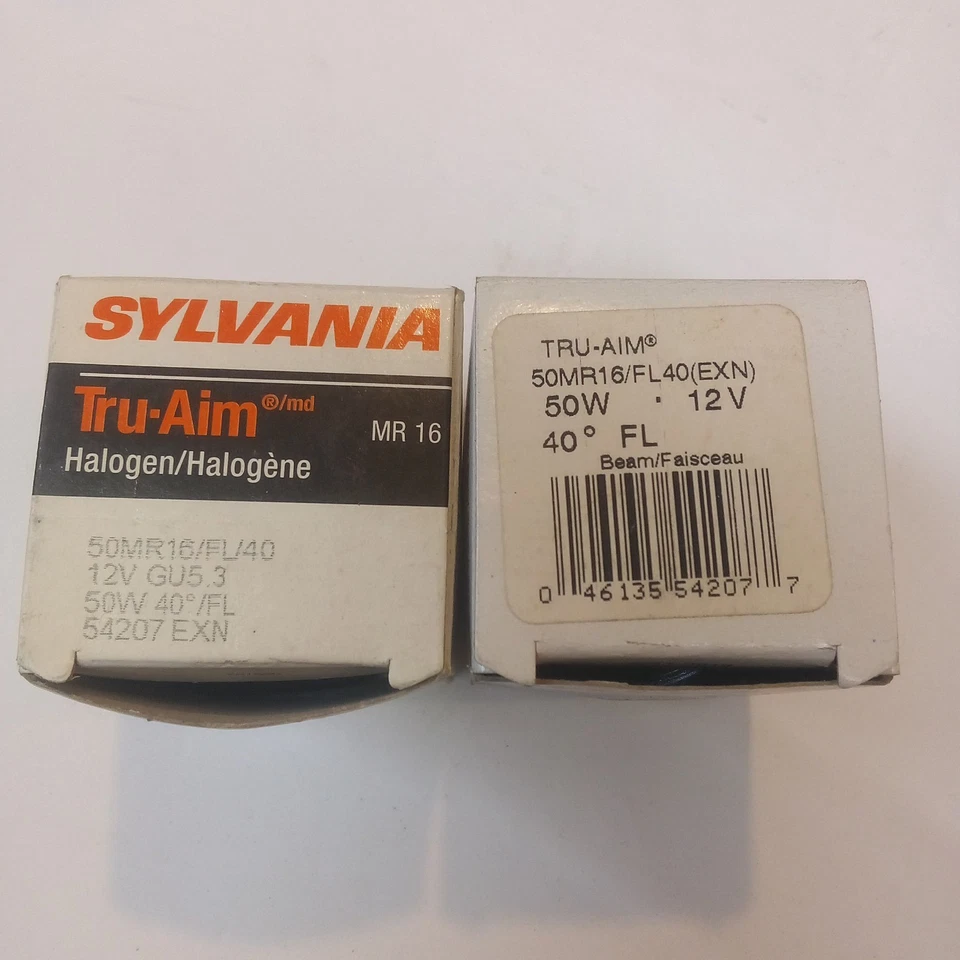 SYLVANIA
Tru-Aim®/md
MR 16
Halogen/Halogène
50MR16/FL/40
12V GU5.3
50W 40°/FL
54207 EXN
TRU-AIM®
50MR16/FL40(EXN)
50W · 12V
40° FL
Beam/Faisceau
0 46135 54207 7